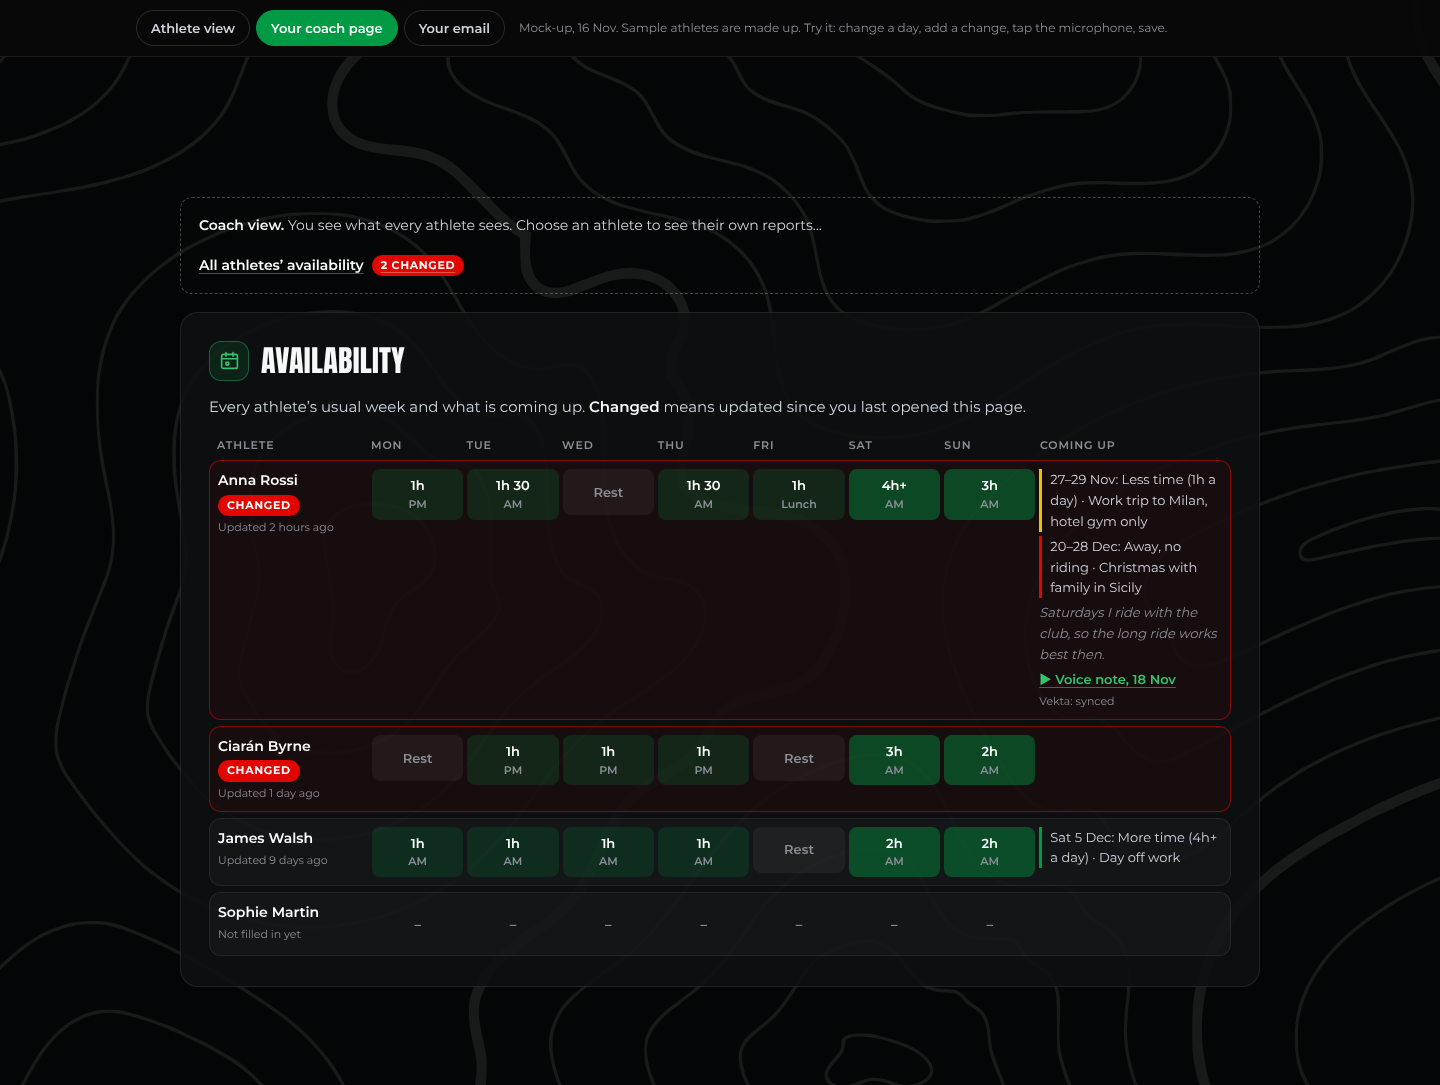 Athlete view
Your coach page
Your email
Mock-up, 16 Nov. Sample athletes are made up. Try it: change a day, add a change, tap the microphone, save.
Coach view. You see what every athlete sees. Choose an athlete to see their own reports...
All athletes’ availability 2 CHANGED
AVAILABILITY
Every athlete’s usual week and what is coming up. Changed means updated since you last opened this page.
ATHLETE MON TUE WED THU FRI SAT SUN COMING UP
Anna Rossi
CHANGED
Updated 2 hours ago
1h 1h 30 Rest 1h 30 1h 4h+ 3h
PM AM AM Lunch AM AM
27–29 Nov: Less time (1h a
day) · Work trip to Milan,
hotel gym only
20–28 Dec: Away, no
riding · Christmas with
family in Sicily
Saturdays I ride with the
club, so the long ride works
best then.
▶ Voice note, 18 Nov
Vekta: synced
Ciarán Byrne
CHANGED
Updated 1 day ago
Rest 1h 1h 1h Rest 3h 2h
PM PM PM AM AM
James Walsh
Updated 9 days ago
1h 1h 1h 1h Rest 2h 2h
AM AM AM AM AM AM
Sat 5 Dec: More time (4h+
a day) · Day off work
Sophie Martin
Not filled in yet
– – – – – – –